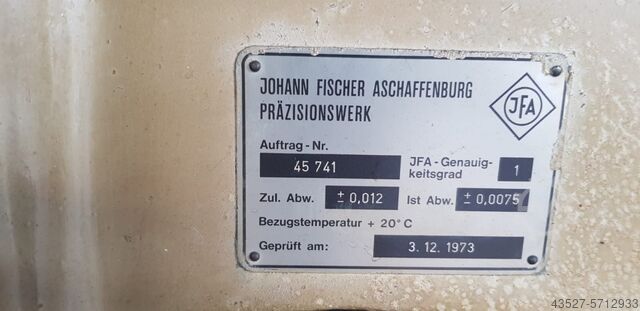 JOHANN FISCHER ASCHAFFENBURG
PRÄZISIONSWERK
JFA
Auftrag-Nr.
45 741
JFA-Genauig-
keitsgrad
1
Zul. Abw. ± 0,012 Ist Abw. ± 0,0075
Bezugstemperatur + 20° C
Geprüft am: 3. 12. 1973
43527-5712933